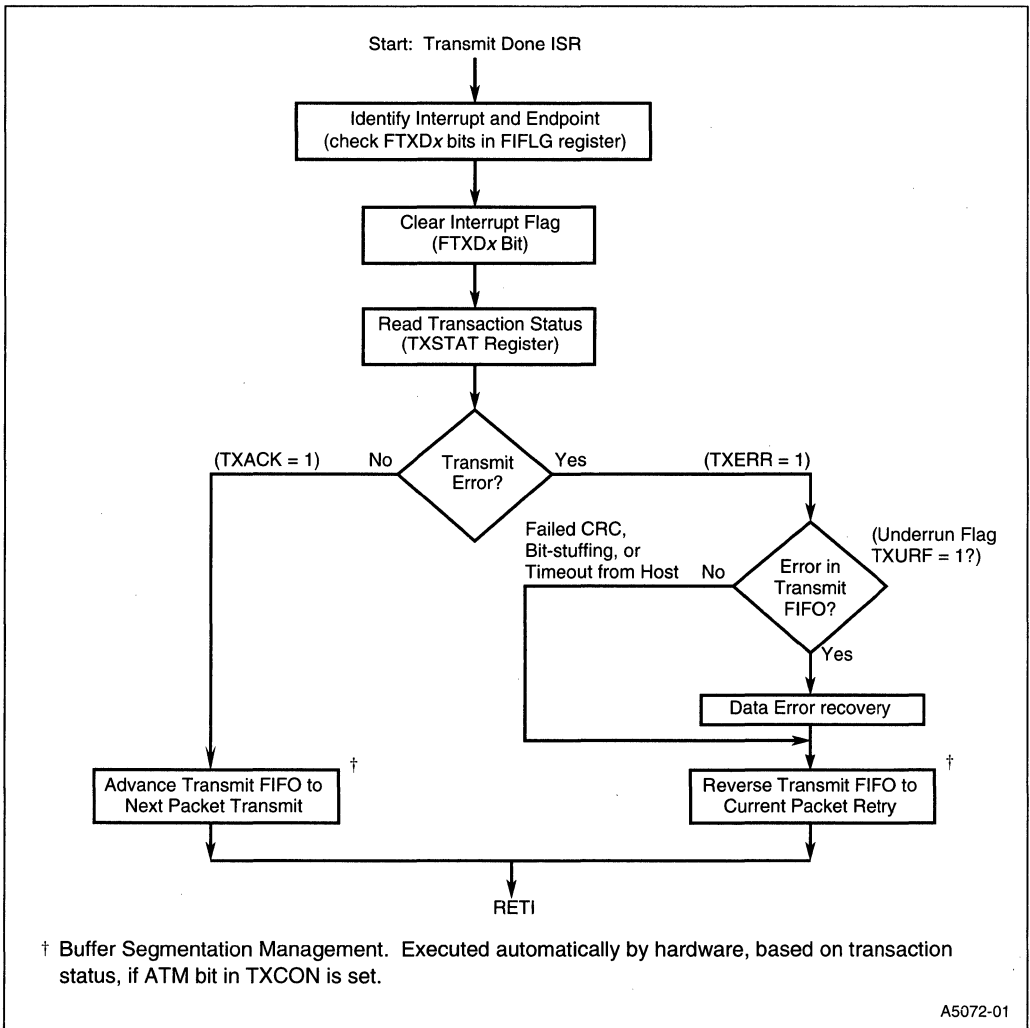 Start: Transmit Done ISR
Identify Interrupt and Endpoint
(check FTXDx bits in FIFLG register)
Clear Interrupt Flag
(FTXDx Bit)
Read Transaction Status
(TXSTAT Register)
(TXACK = 1)
No
Transmit
Error?
Yes
(TXERR = 1)
Failed CRC,
Bit-stuffing, or
Timeout from Host
No
Error in
Transmit
FIFO?
(Underrun Flag
TXURF = 1?)
Yes
Data Error recovery
Advance Transmit FIFO to
Next Packet Transmit
†
Reverse Transmit FIFO to
Current Packet Retry
†
RETI
† Buffer Segmentation Management. Executed automatically by hardware, based on transaction
status, if ATM bit in TXCON is set.
A5072-01